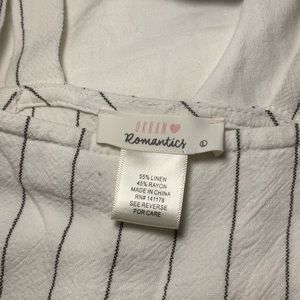 URBAN
Romantics
L
55% LINEN
45% RAYON
MADE IN CHINA
RN# 141178
SEE REVERSE
FOR CARE